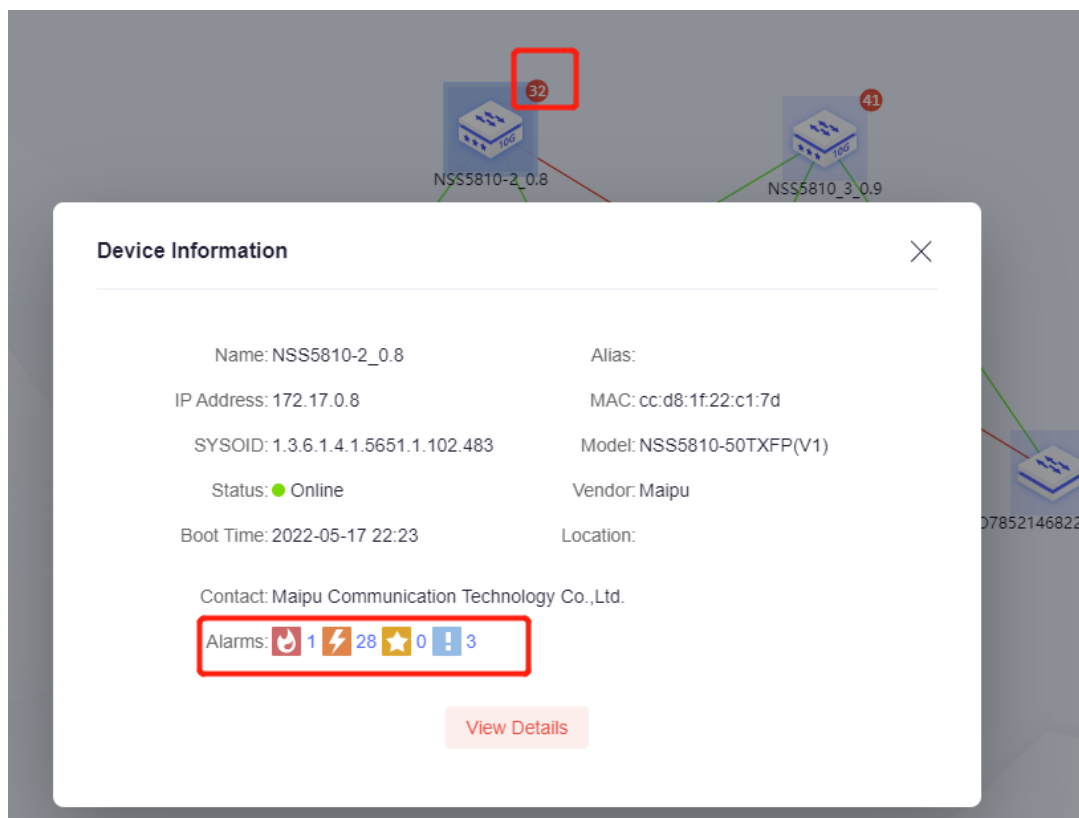 32
41
10G
10G
NSS5810-2_0.8
NSS5810_3_0.9
Device Information
Name: NSS5810-2_0.8
Alias:
IP Address: 172.17.0.8
MAC: cc:d8:1f:22:c1:7d
SYSOID: 1.3.6.1.4.1.5651.1.102.483
Model: NSS5810-50TXFP(V1)
Status: Online
Vendor: Maipu
Boot Time: 2022-05-17 22:23
Location:
07852146822
Contact: Maipu Communication Technology Co.,Ltd.
Alarms: 1 28 0 3
View Details